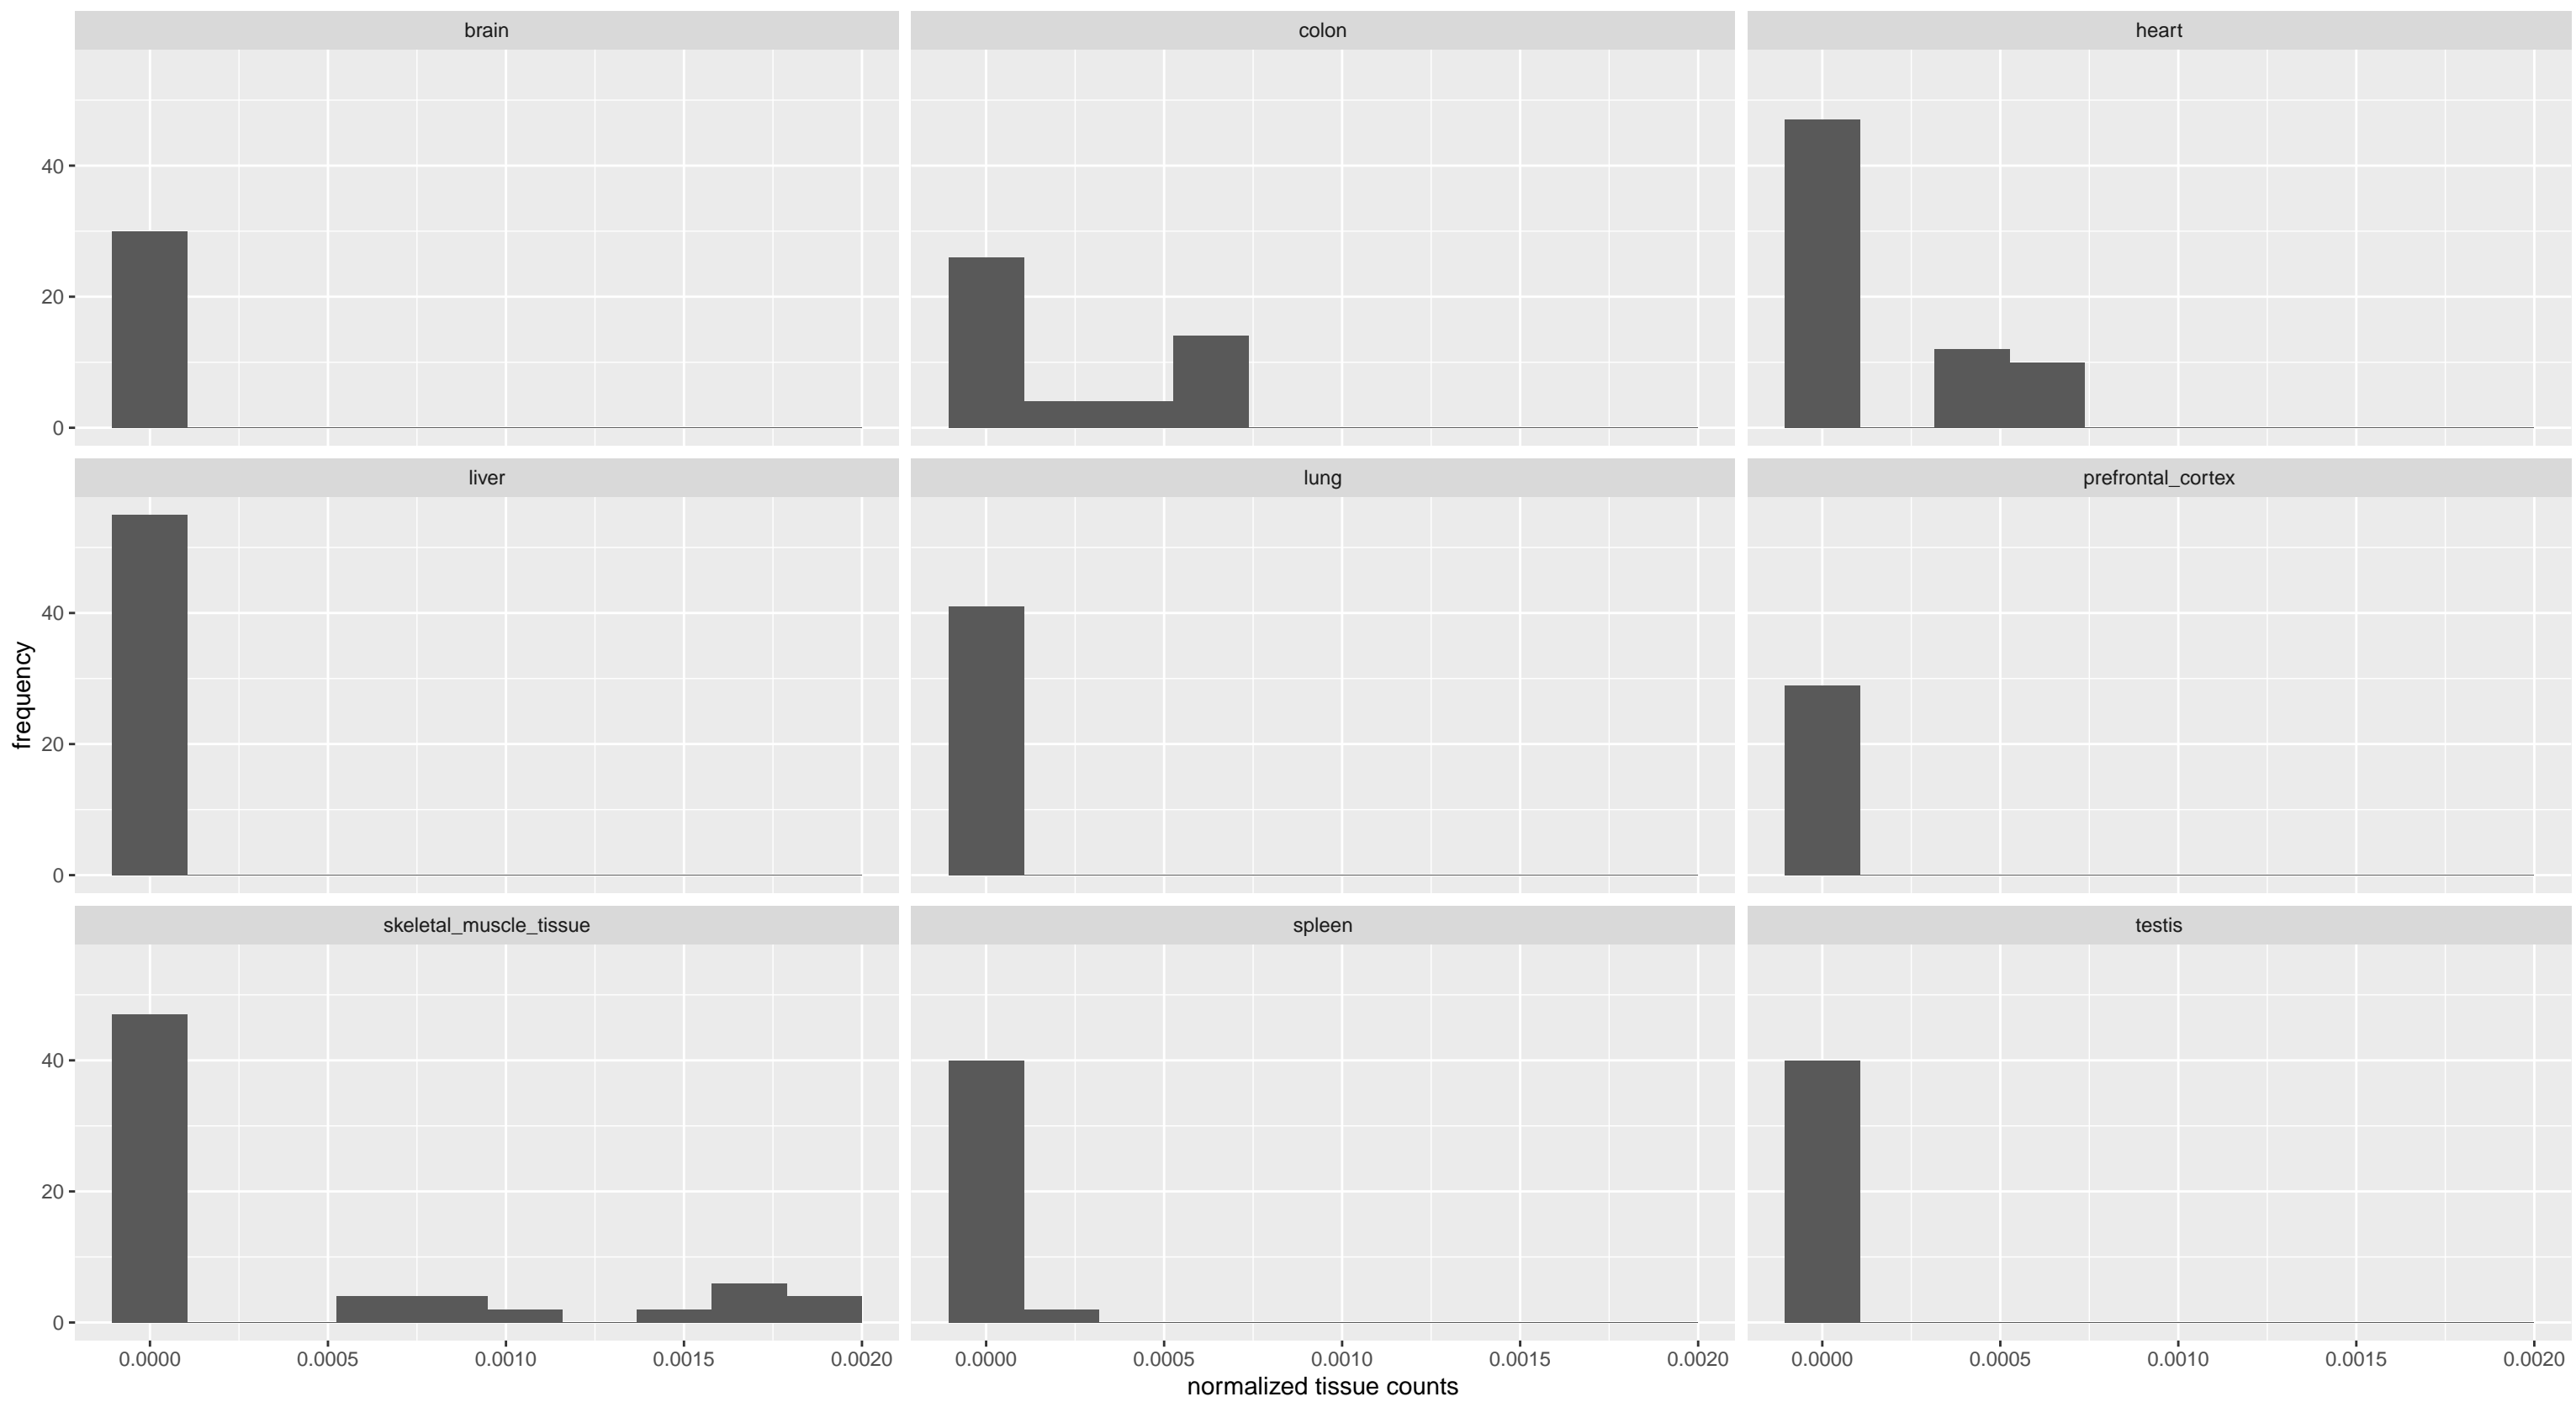 brain
colon
heart
40
20
0
liver
lung
prefrontal_cortex
40
20
0
frequency
skeletal_muscle_tissue
spleen
testis
40
20
0
0.0000 0.0005 0.0010 0.0015 0.0020
0.0000 0.0005 0.0010 0.0015 0.0020
0.0000 0.0005 0.0010 0.0015 0.0020
normalized tissue counts